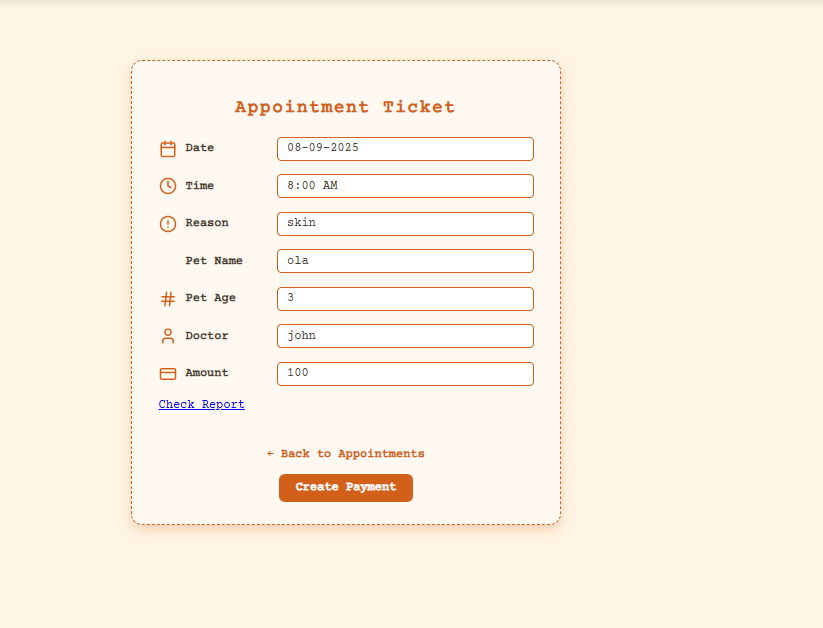 Appointment Ticket
Date 08-09-2025
Time 8:00 AM
Reason skin
Pet Name ola
Pet Age 3
Doctor john
Amount 100
Check Report
← Back to Appointments
Create Payment